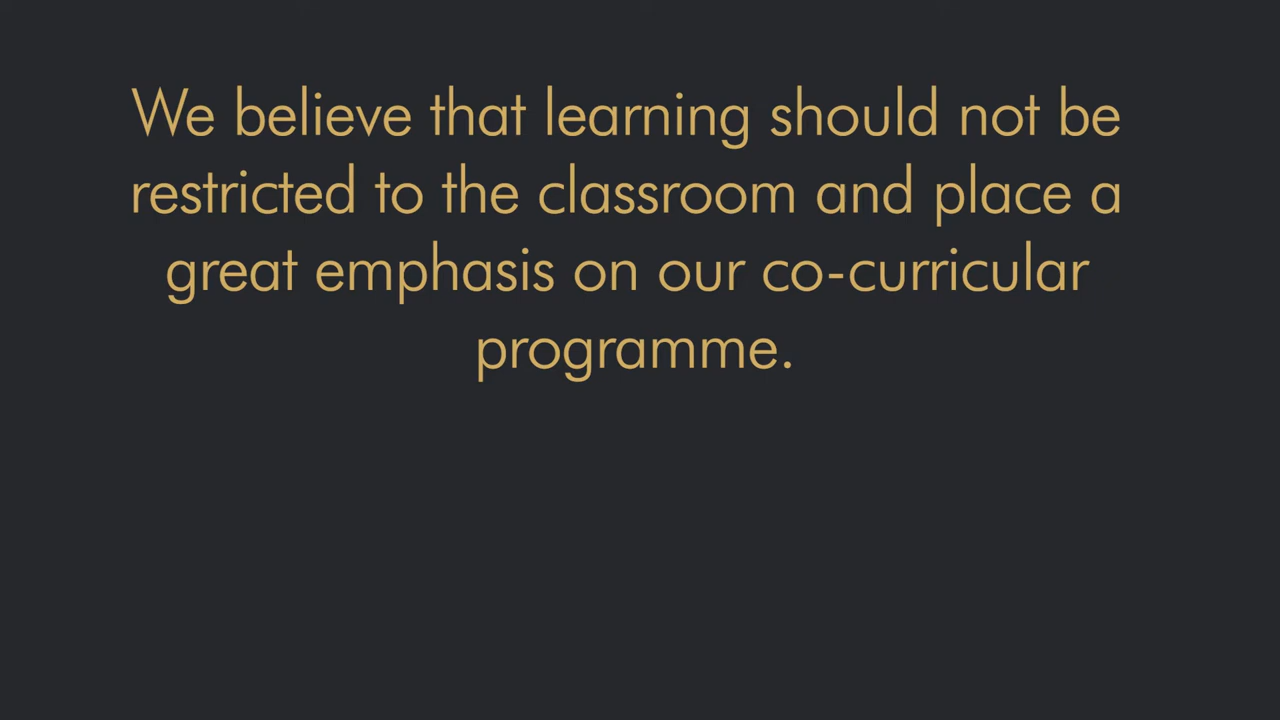 We believe that learning should not be
restricted to the classroom and place a
great emphasis on our co-curricular
programme.